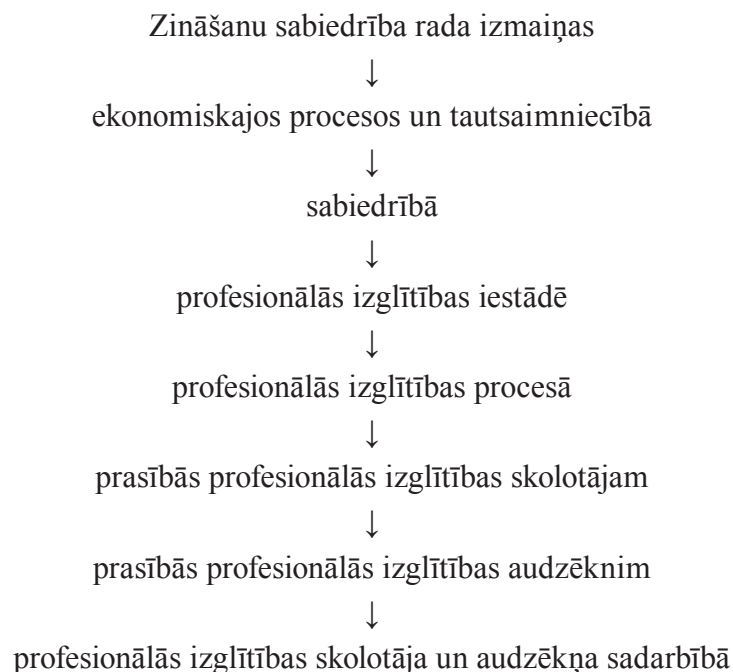 Zināšanu sabiedrība rada izmaiņas
↓
ekonomiskajos procesos un tautsaimniecībā
↓
sabiedrībā
↓
profesionālās izglītības iestādē
↓
profesionālās izglītības procesā
↓
prasībās profesionālās izglītības skolotājam
↓
prasībās profesionālās izglītības audzēknim
↓
profesionālās izglītības skolotāja un audzēkņa sadarbībā